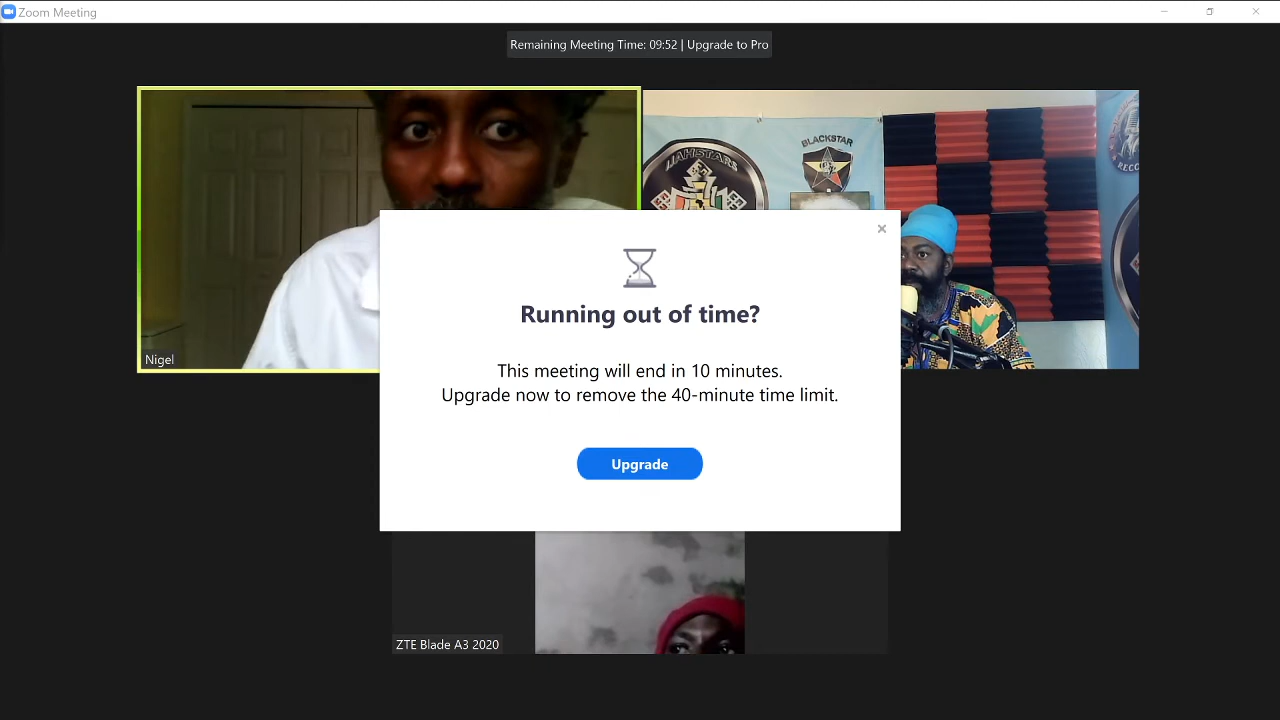 Zoom Meeting
Remaining Meeting Time: 09:52 | Upgrade to Pro
BLACKSTAR
Nigel
Running out of time?
This meeting will end in 10 minutes.
Upgrade now to remove the 40-minute time limit.
Upgrade
ZTE Blade A3 2020